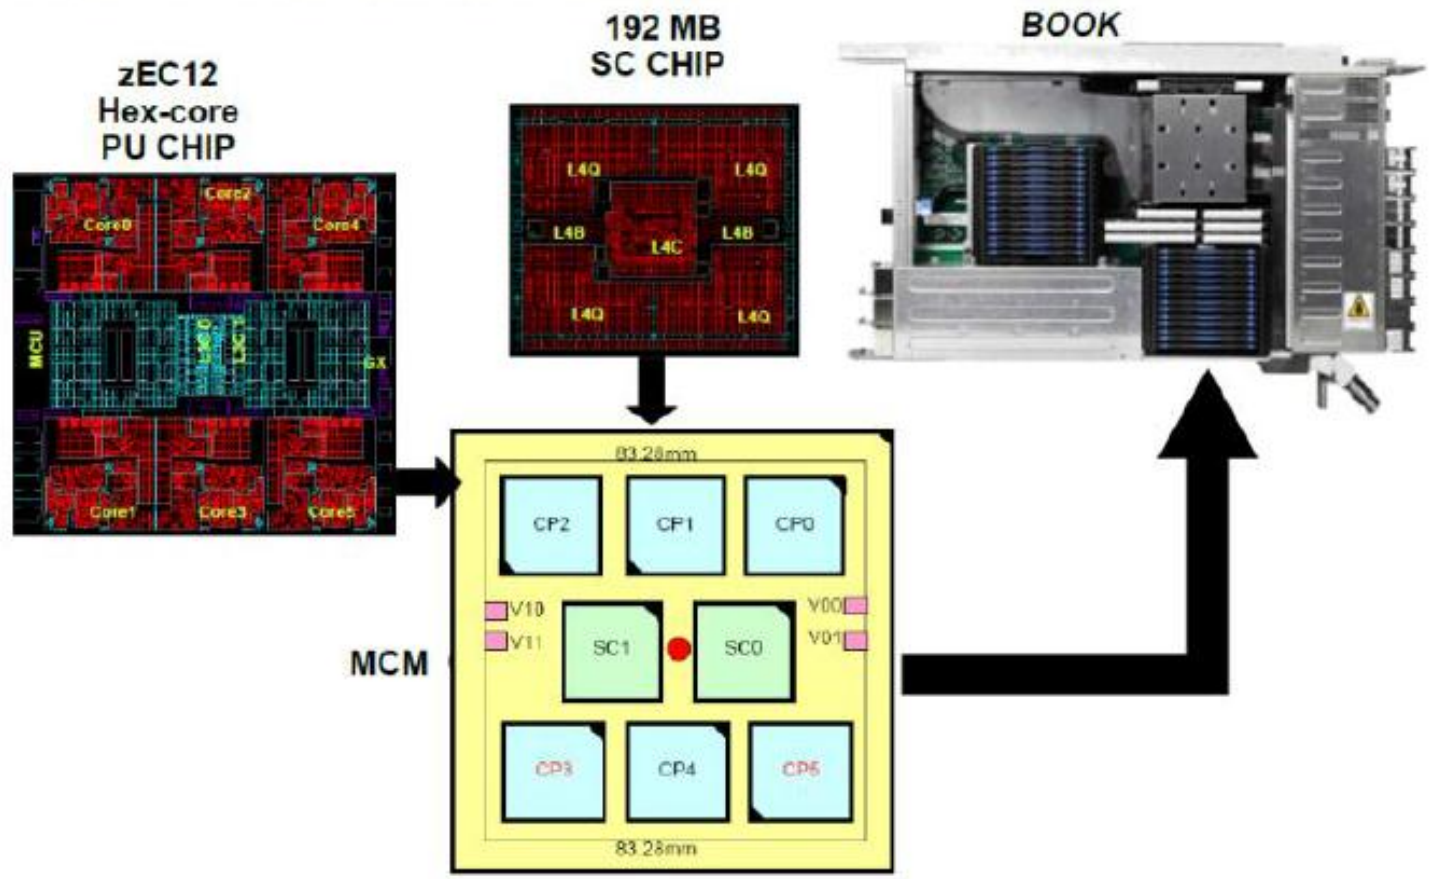 zEC12
Hex-core
PU CHIP
Core0
Core2
Core4
MCU
GX
Core1
Core3
Core5
192 MB
SC CHIP
L4Q
L4Q
L4B
L4B
L4C
L4Q
L4Q
BOOK
MCM
83.28mm
CP2
CP1
CP0
V10
V11
SC1
SC0
V00
V01
CP3
CP4
CP5
83.28mm